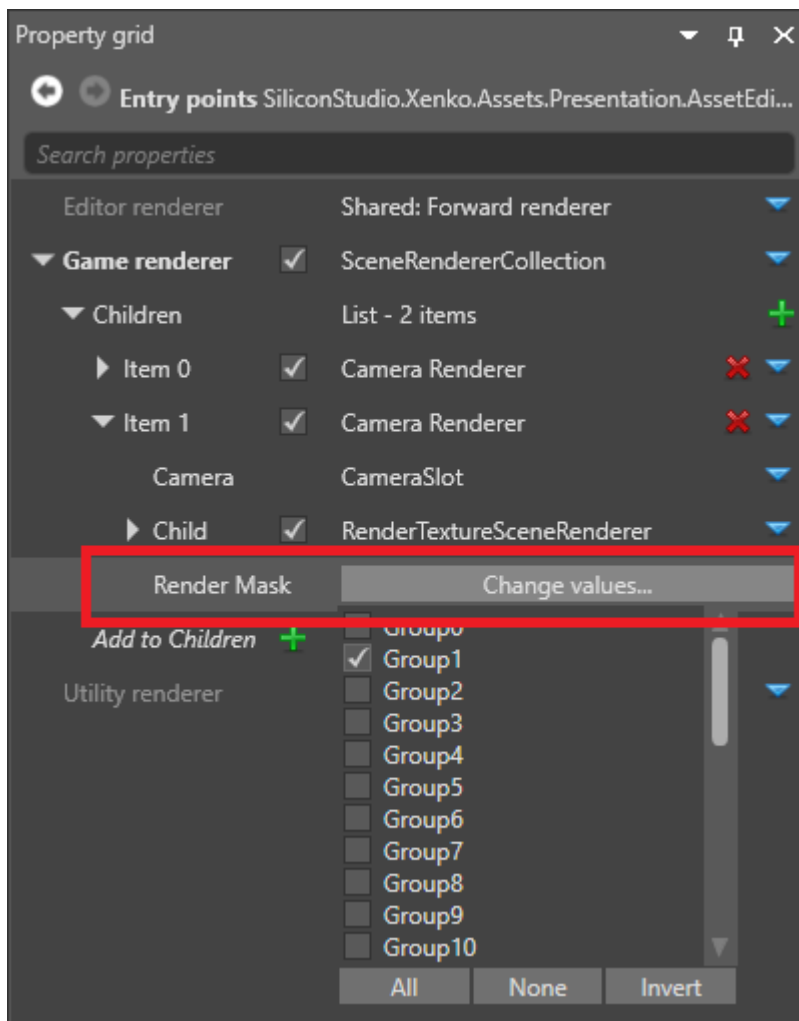 Property grid
Entry points SiliconStudio.Xenko.Assets.Presentation.AssetEdi...
Search properties
Editor renderer Shared: Forward renderer
Game renderer SceneRendererCollection
Children List - 2 items
Item 0 Camera Renderer
Item 1 Camera Renderer
Camera CameraSlot
Child RenderTextureSceneRenderer
Render Mask Change values...
Group0
Add to Children
Group1
Utility renderer Group2
Group3
Group4
Group5
Group6
Group7
Group8
Group9
Group10
All None Invert